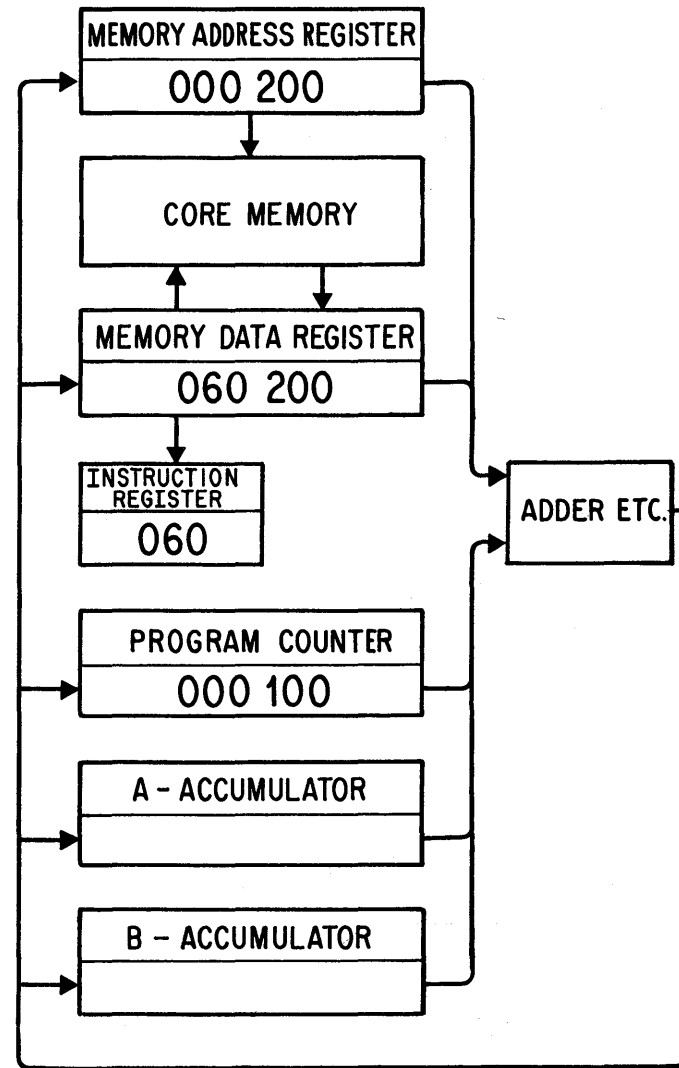 MEMORY ADDRESS REGISTER
000 200
CORE MEMORY
MEMORY DATA REGISTER
060 200
INSTRUCTION
REGISTER
060
ADDER ETC.
PROGRAM COUNTER
000 100
A - ACCUMULATOR
B - ACCUMULATOR